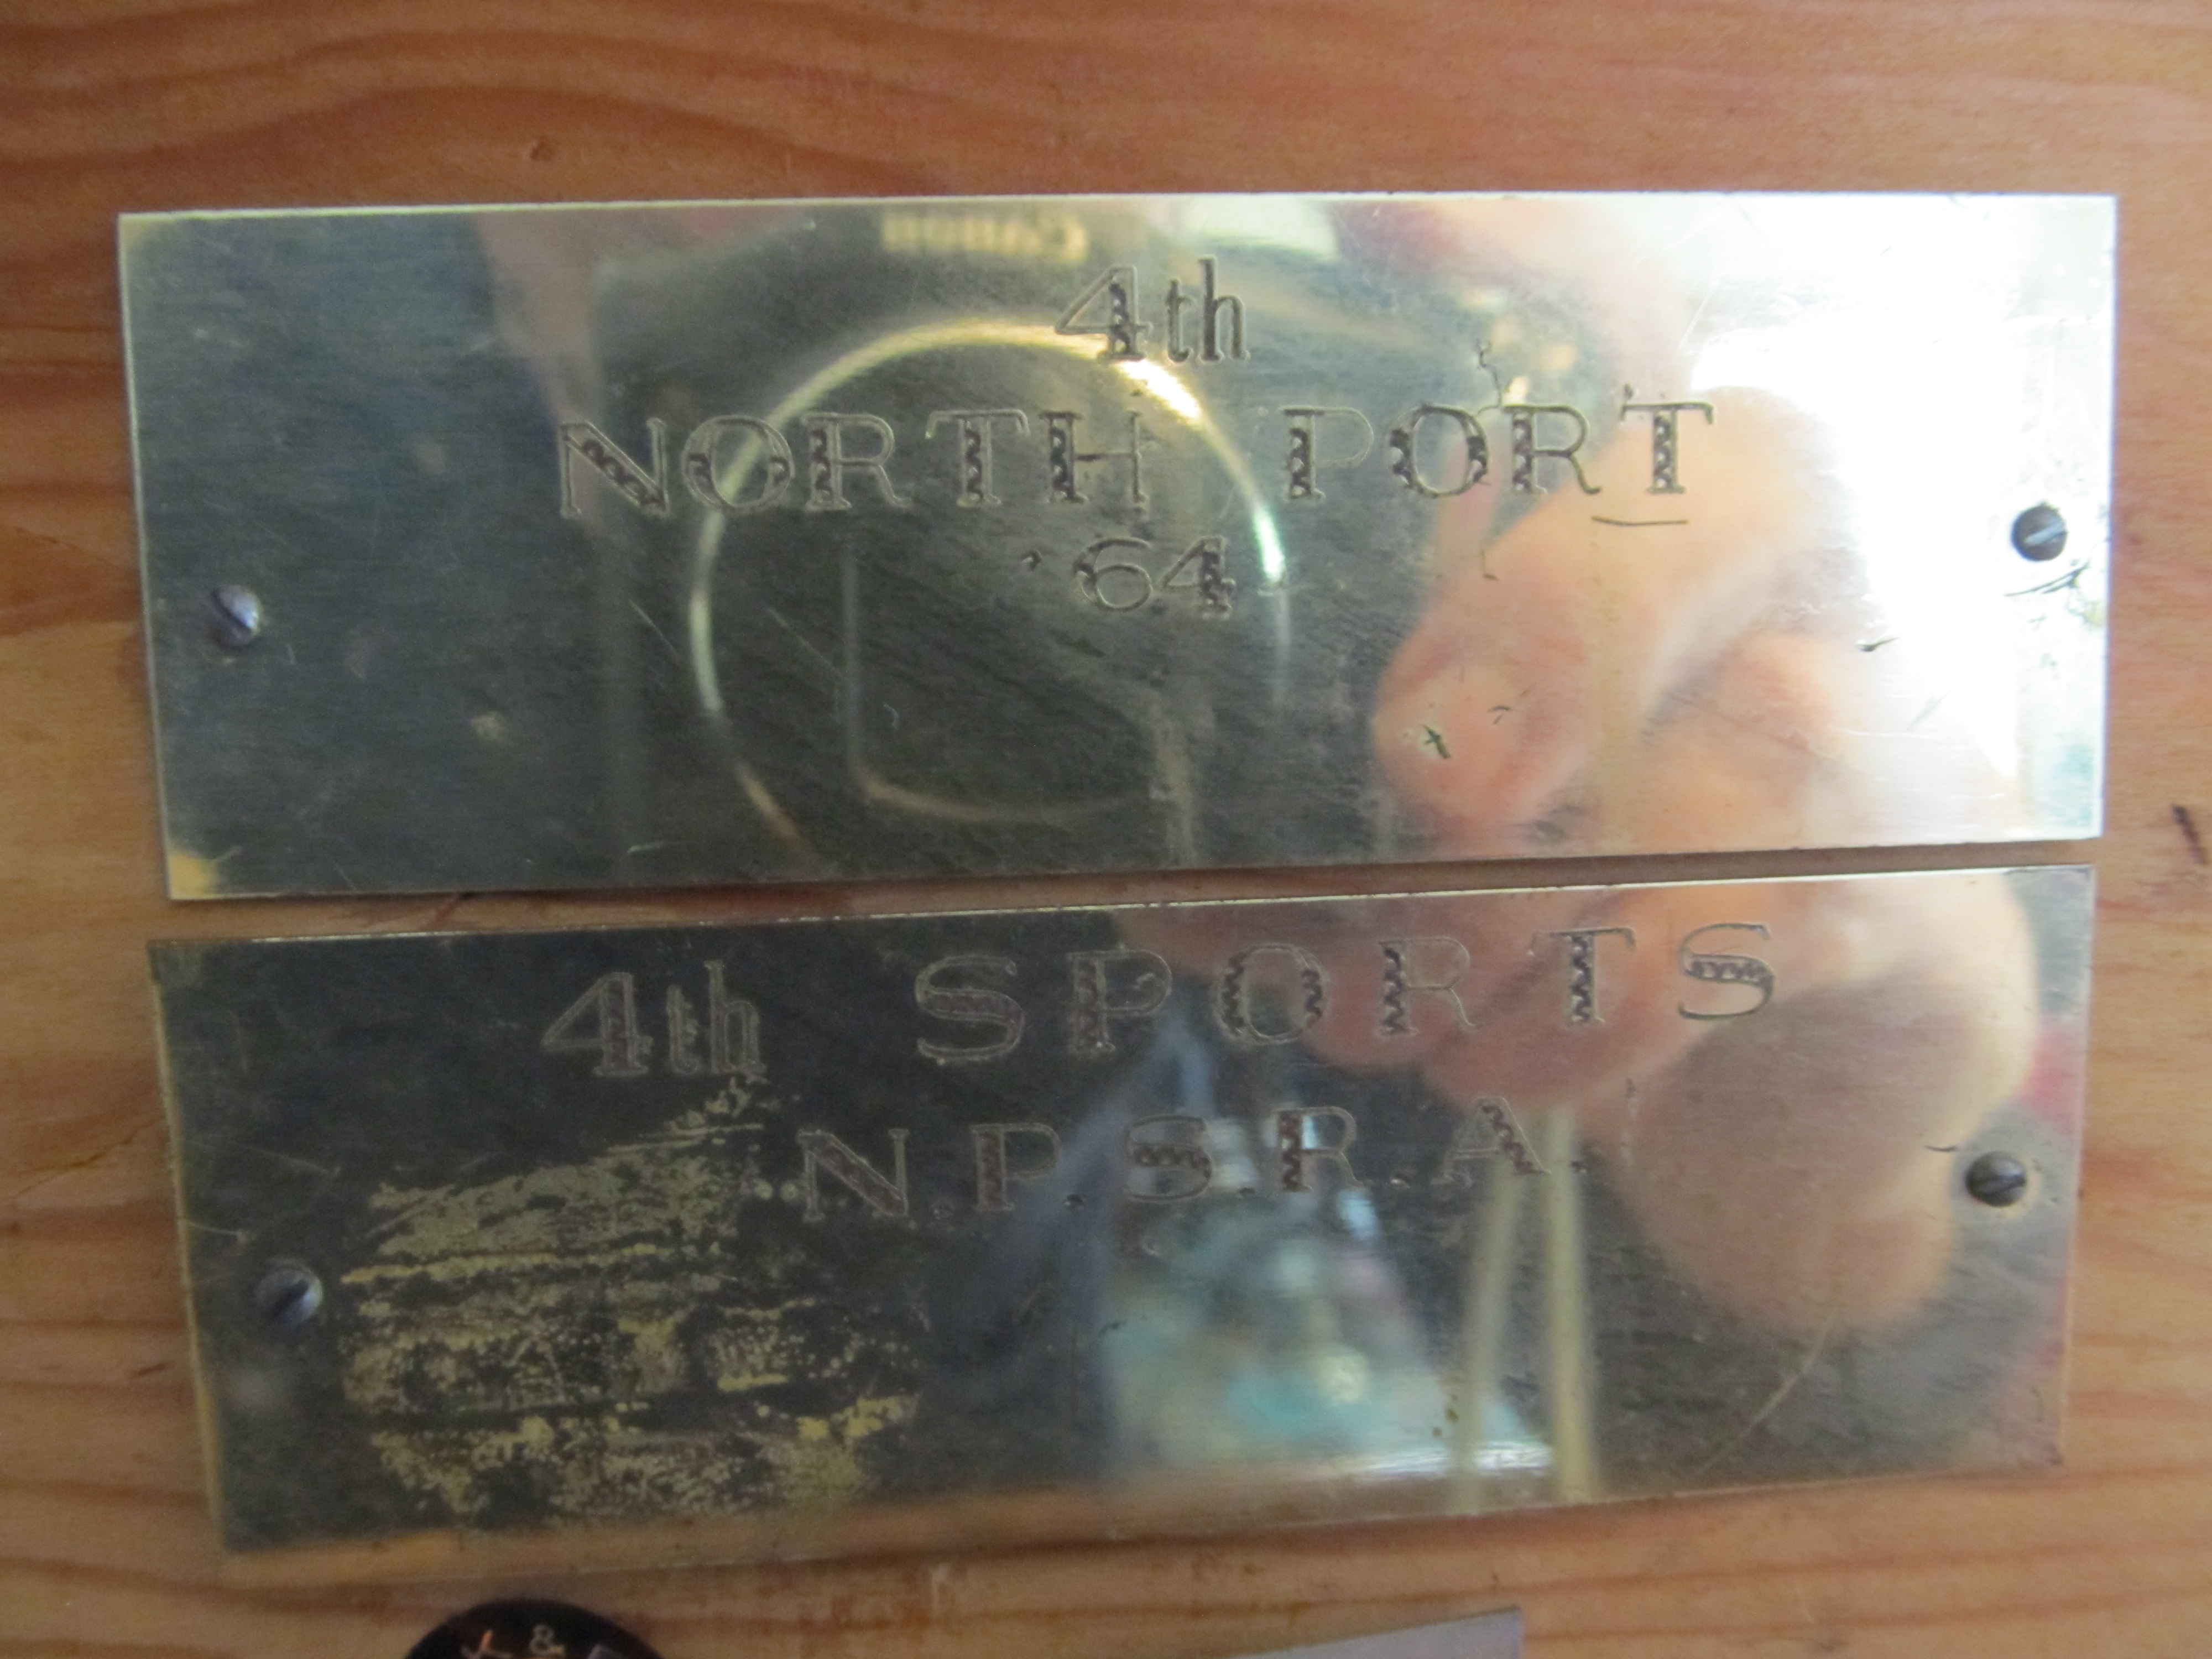 4th
NORTH PORT
'64
4th SPORTS
N.P.S.R.A.
&